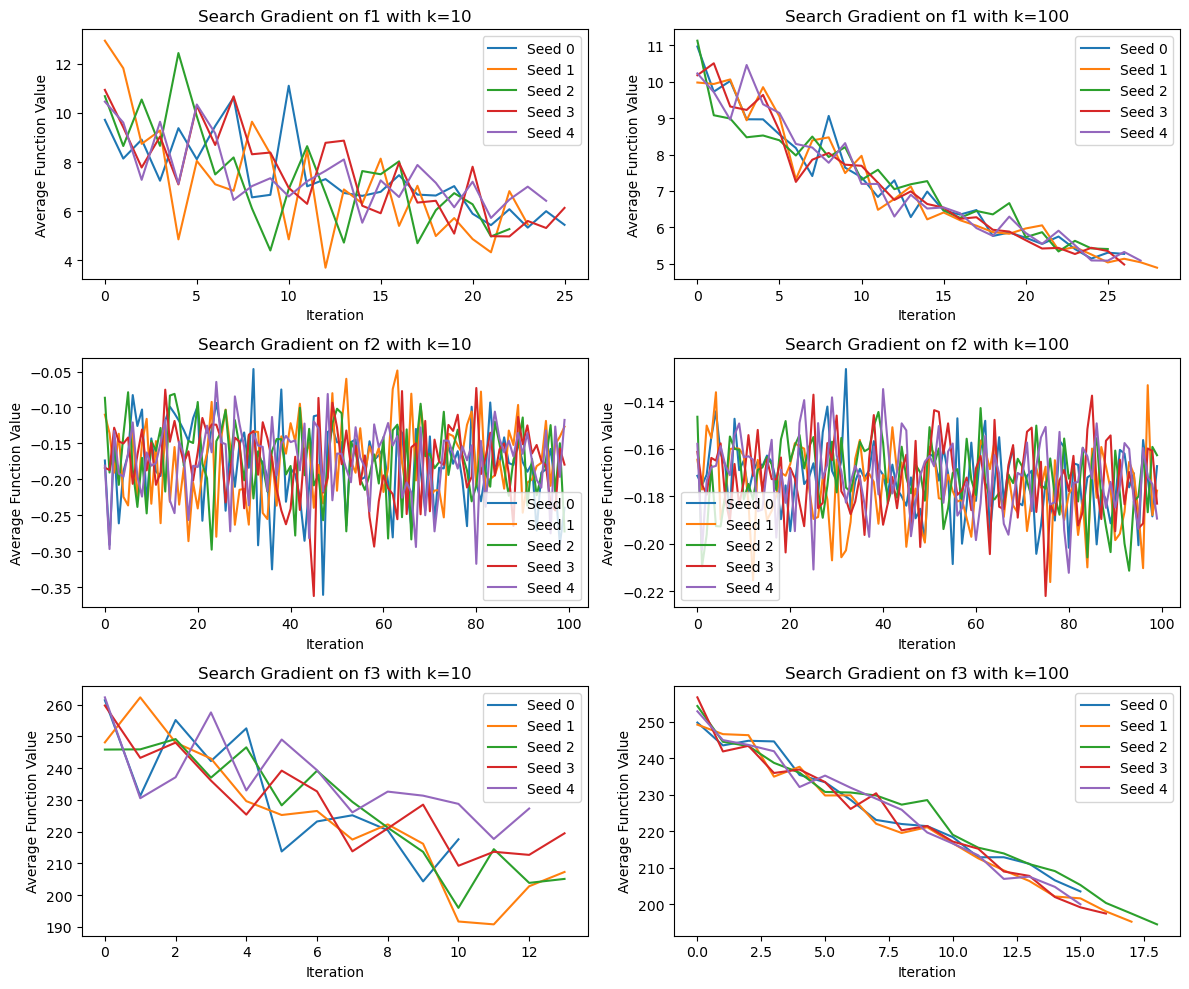 Search Gradient on f1 with k=10
Average Function Value
12
10
8
6
4
0
5
10
15
20
25
Iteration
Seed 0
Seed 1
Seed 2
Seed 3
Seed 4
Search Gradient on f1 with k=100
Average Function Value
11
10
9
8
7
6
5
0
5
10
15
20
25
Iteration
Seed 0
Seed 1
Seed 2
Seed 3
Seed 4
Search Gradient on f2 with k=10
Average Function Value
−0.05
−0.10
−0.15
−0.20
−0.25
−0.30
−0.35
0
20
40
60
80
100
Iteration
Seed 0
Seed 1
Seed 2
Seed 3
Seed 4
Search Gradient on f2 with k=100
Average Function Value
−0.14
−0.16
−0.18
−0.20
−0.22
0
20
40
60
80
100
Iteration
Seed 0
Seed 1
Seed 2
Seed 3
Seed 4
Search Gradient on f3 with k=10
Average Function Value
260
250
240
230
220
210
200
190
0
2
4
6
8
10
12
Iteration
Seed 0
Seed 1
Seed 2
Seed 3
Seed 4
Search Gradient on f3 with k=100
Average Function Value
250
240
230
220
210
200
0.0
2.5
5.0
7.5
10.0
12.5
15.0
17.5
Iteration
Seed 0
Seed 1
Seed 2
Seed 3
Seed 4